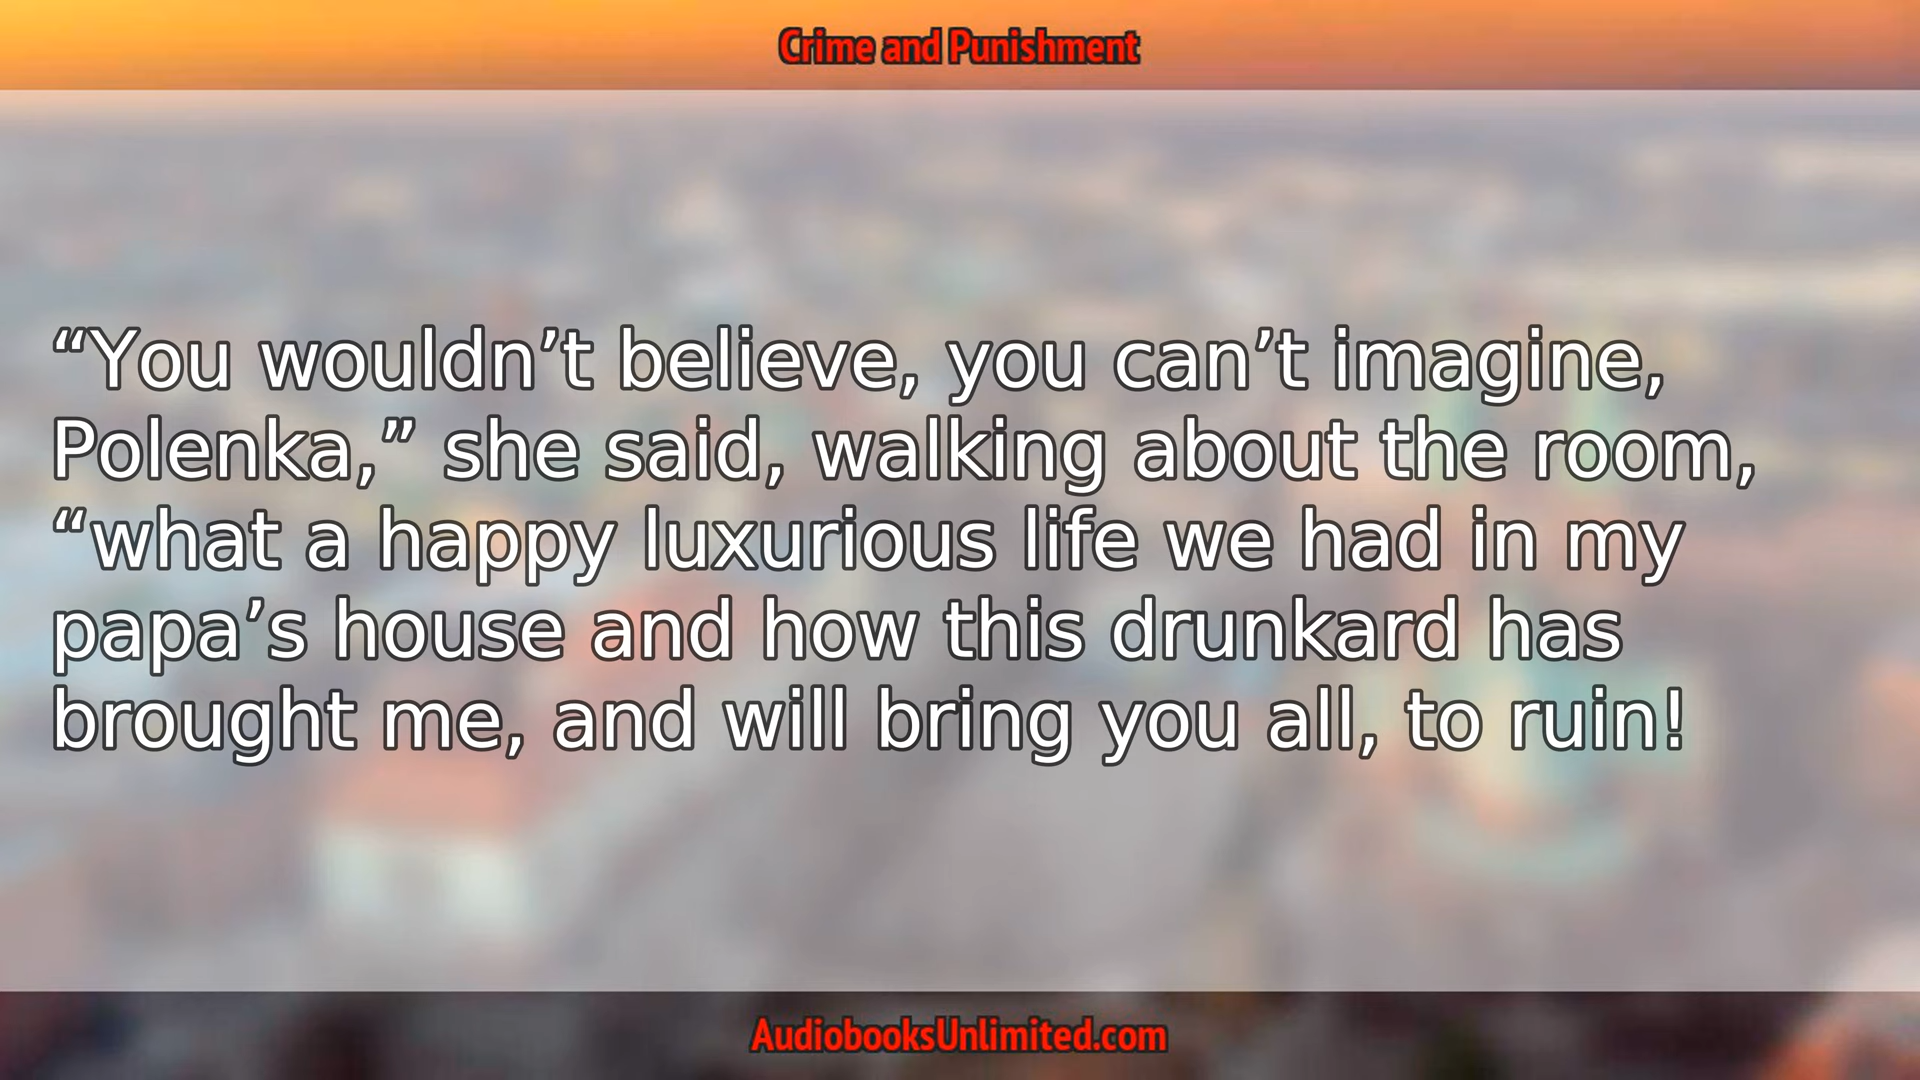 Crime and Punishment
“You wouldn’t believe, you can’t imagine,
Polenka,” she said, walking about the room,
“what a happy luxurious life we had in my
papa’s house and how this drunkard has
brought me, and will bring you all, to ruin!
AudiobooksUnlimited.com